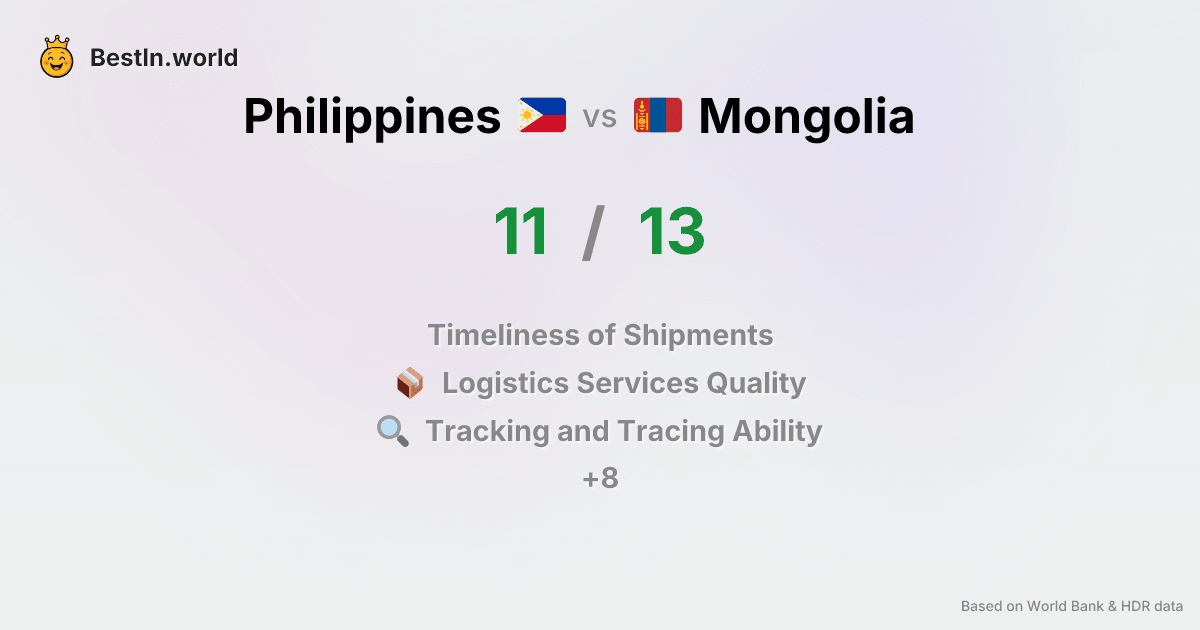 BestIn.world
Philippines vs Mongolia
11 / 13
Timeliness of Shipments
Logistics Services Quality
Tracking and Tracing Ability
+8
Based on World Bank & HDR data